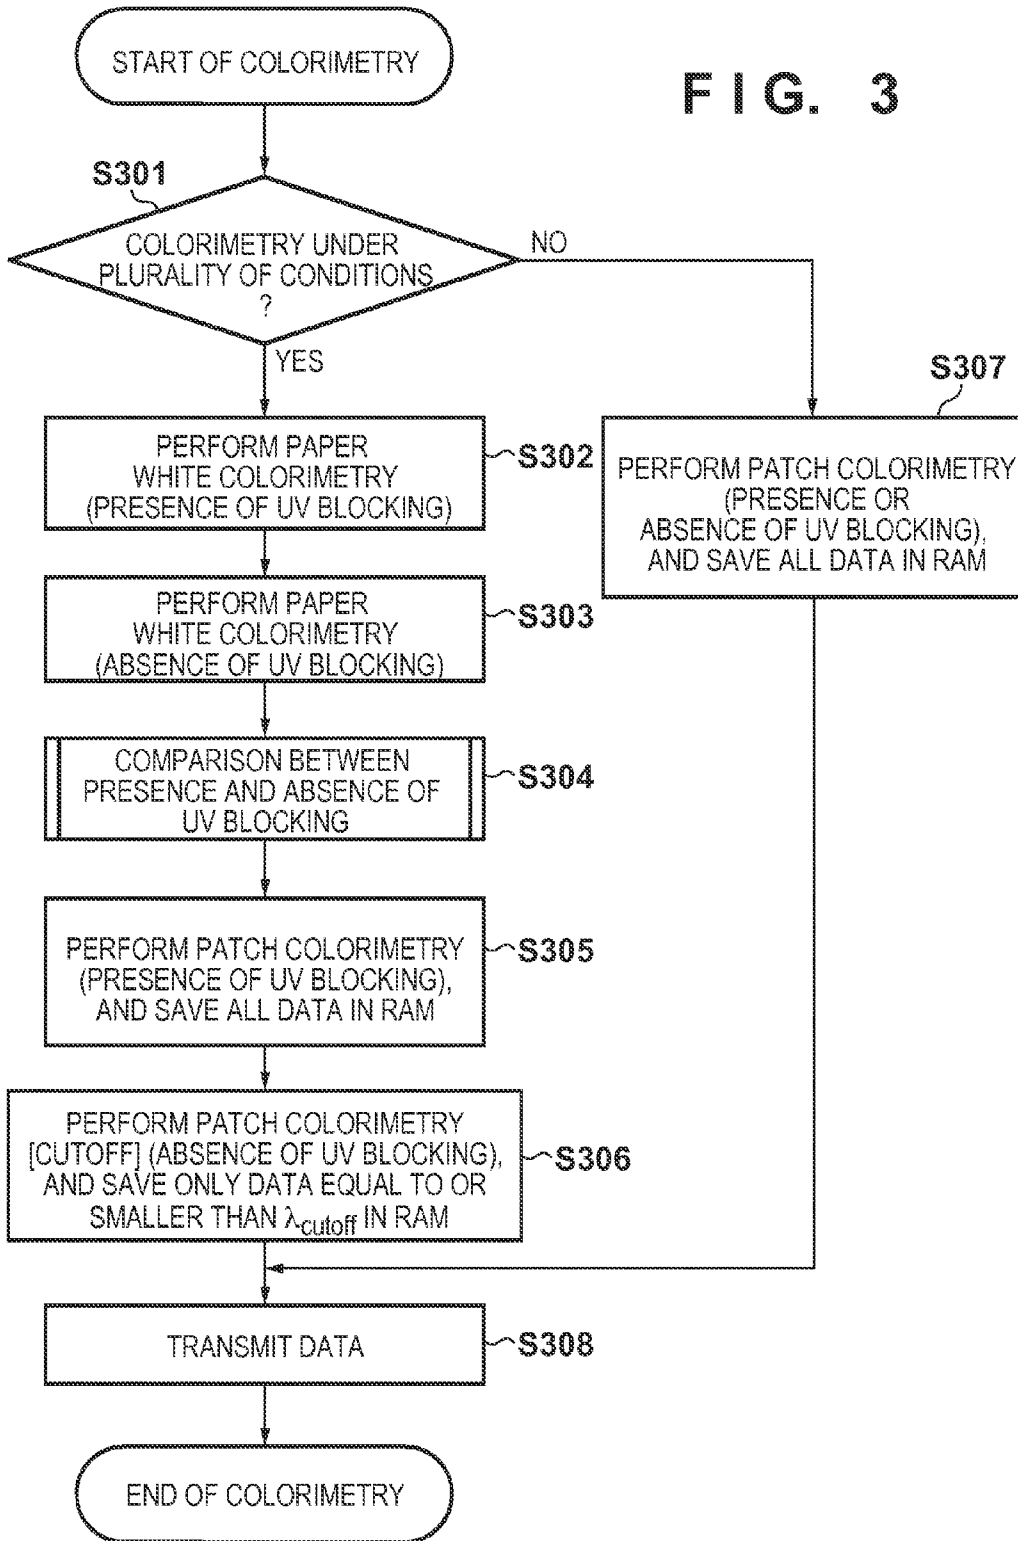 START OF COLORIMETRY
FIG. 3
S301
COLORIMETRY UNDER
PLURALITY OF CONDITIONS
?
NO
YES
S307
PERFORM PATCH COLORIMETRY
(PRESENCE OR
ABSENCE OF UV BLOCKING),
AND SAVE ALL DATA IN RAM
PERFORM PAPER
WHITE COLORIMETRY
(PRESENCE OF UV BLOCKING)
S302
PERFORM PAPER
WHITE COLORIMETRY
(ABSENCE OF UV BLOCKING)
S303
COMPARISON BETWEEN
PRESENCE AND ABSENCE OF
UV BLOCKING
S304
PERFORM PATCH COLORIMETRY
(PRESENCE OF UV BLOCKING),
AND SAVE ALL DATA IN RAM
S305
PERFORM PATCH COLORIMETRY
[CUTOFF] (ABSENCE OF UV BLOCKING),
AND SAVE ONLY DATA EQUAL TO OR
SMALLER THAN λcutoff IN RAM
S306
TRANSMIT DATA
S308
END OF COLORIMETRY